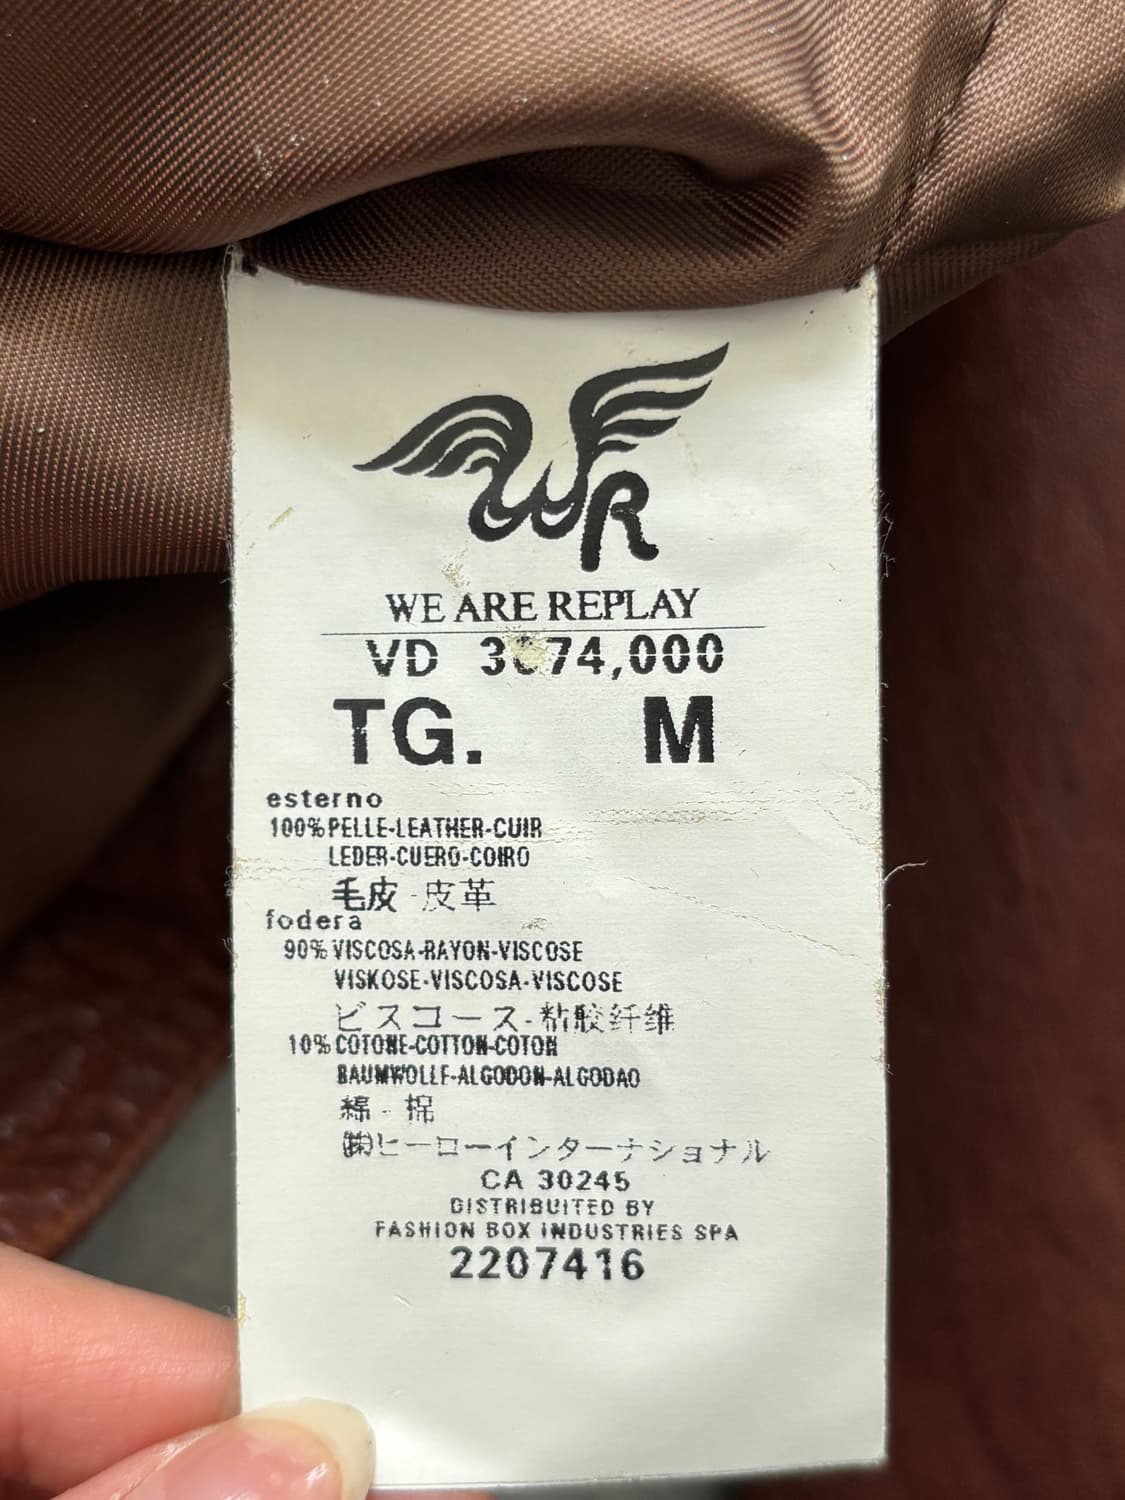 WR
WE ARE REPLAY
VD
TG. M
esterno
100% PELLE-LEATHER-CUIR
LEDER-CUERO-COIRO
毛皮-皮革
fodera
90% VISCOSA-RAYON-VISCOSE
VISKOSE-VISCOSA-VISCOSE
ビスコース-粘胶纤维
10% COTONE-COTTON-COTON
BAUMWOLLE-ALGODON-ALGODAO
綿-棉
㈱ヒーローインターナショナル
CA 30245
DISTRIBUITED BY
FASHION BOX INDUSTRIES SPA
2207416